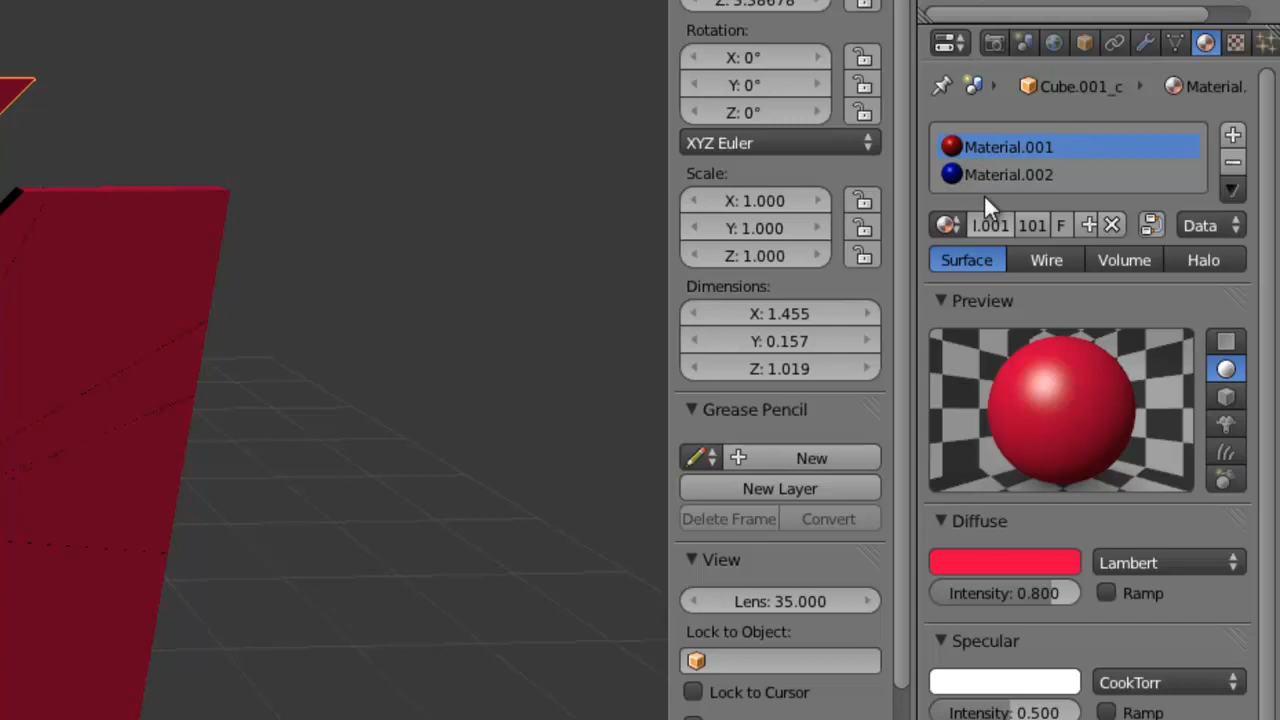 Z: 3.38678
Rotation:
X: 0°
Y: 0°
Z: 0°
XYZ Euler
Scale:
X: 1.000
Y: 1.000
Z: 1.000
Dimensions:
X: 1.455
Y: 0.157
Z: 1.019
Grease Pencil
New
New Layer
Delete Frame Convert
View
Lens: 35.000
Lock to Object:
Lock to Cursor
Cube.001_c Material.
Material.001
Material.002
l.001 101 F Data
Surface Wire Volume Halo
Preview
Diffuse
Lambert
Intensity: 0.800 Ramp
Specular
CookTorr
Intensity: 0.500 Ramp